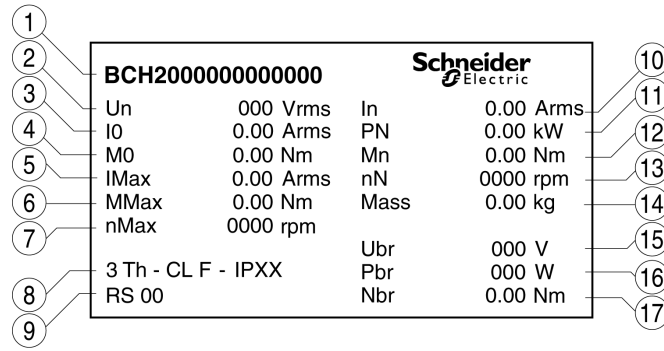 1
2
3
4
5
6
7
8
9
BCH2000000000000
Un 000 Vrms
I0 0.00 Arms
M0 0.00 Nm
IMax 0.00 Arms
MMax 0.00 Nm
nMax 0000 rpm
3 Th - CL F - IPXX
RS 00
Schneider
Electric
In 0.00 Arms
PN 0.00 kW
Mn 0.00 Nm
nN 0000 rpm
Mass 0.00 kg
Ubr 000 V
Pbr 000 W
Nbr 0.00 Nm
10
11
12
13
14
15
16
17